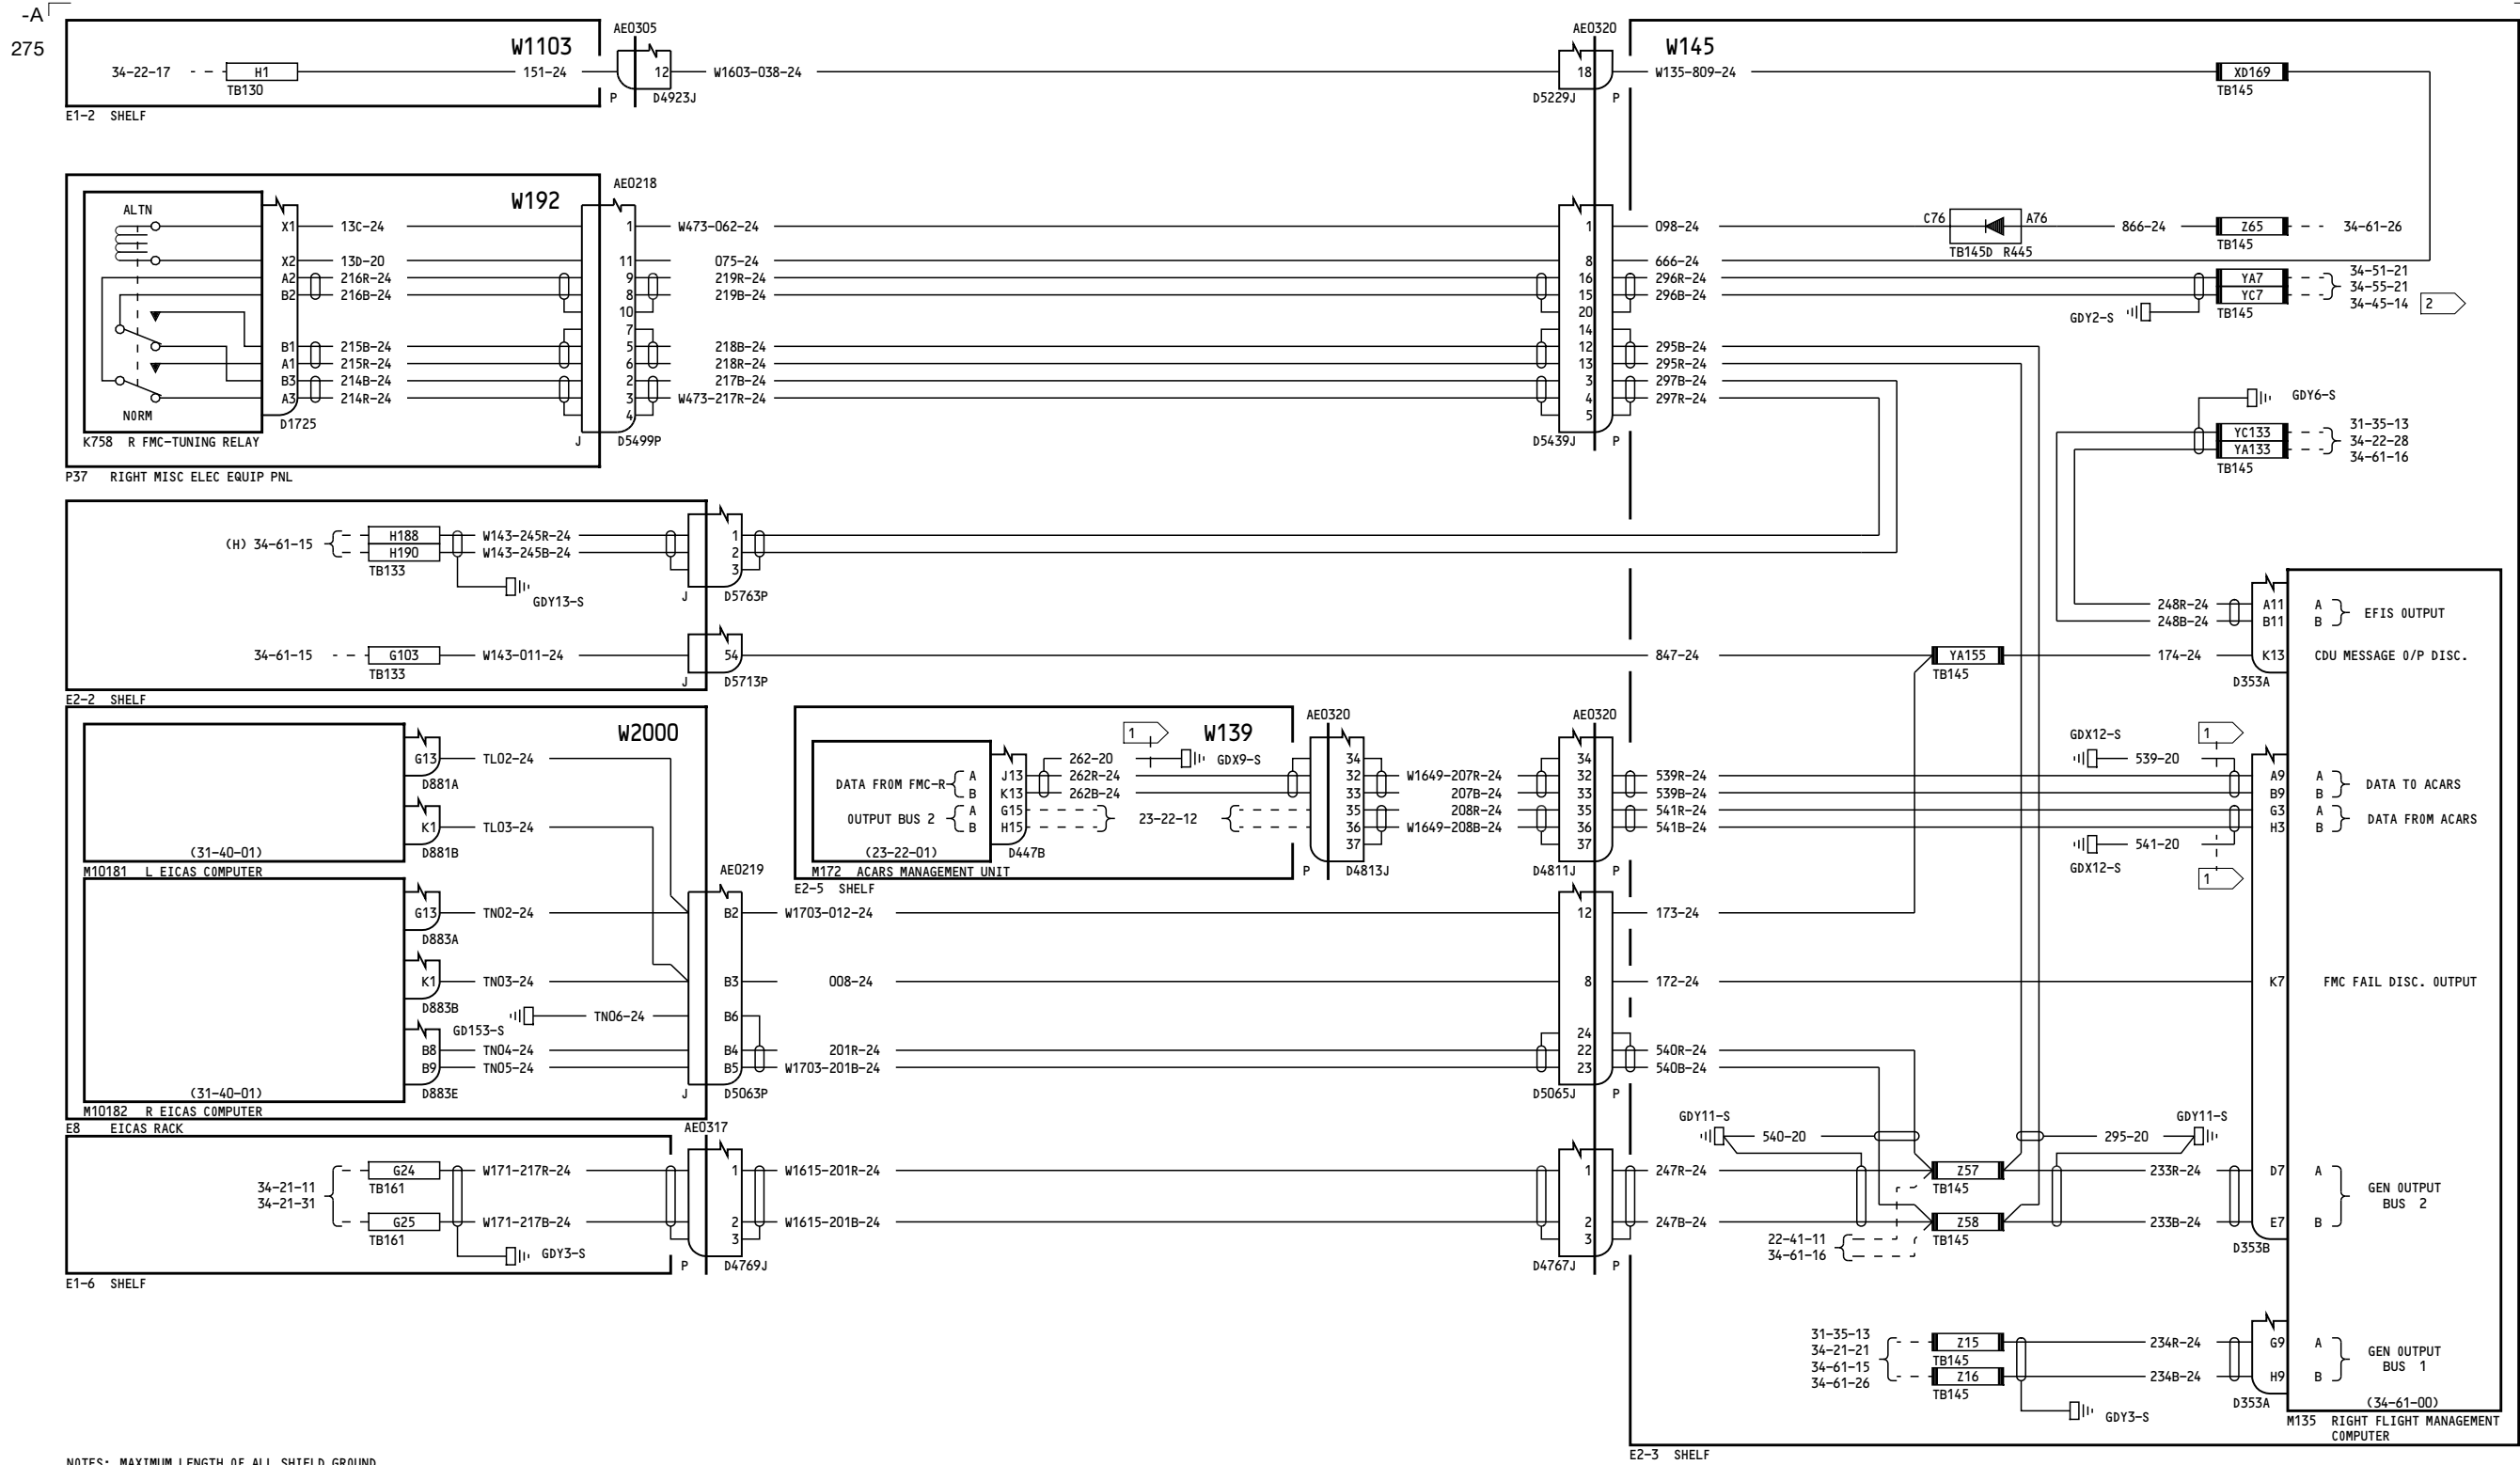 -A
275
W1103
AE0305
34-22-17
H1
TB130
151-24
12
P
D4923J
W1603-038-24
E1-2 SHELF
AE0320
18
D5229J
P
W145
W135-809-24
XD169
TB145
W192
AE0218
ALTN
NORM
X1 13C-24
X2 13D-20
A2 216R-24
B2 216B-24
B1 215B-24
A1 215R-24
B3 214B-24
A3 214R-24
D1725
K758 R FMC-TUNING RELAY
P37 RIGHT MISC ELEC EQUIP PNL
1 W473-062-24
11 075-24
9 219R-24
8 219B-24
10
7
5 218B-24
6 218R-24
2 217B-24
3 W473-217R-24
4
J
D5499P
1 098-24
8 666-24
16 296R-24
15 296B-24
20
14
12 295B-24
13 295R-24
3 297B-24
4 297R-24
5
D5439J
P
C76
A76
TB145D R445
866-24
Z65
TB145
34-61-26
YA7
YC7
TB145
GDY2-S
34-51-21
34-55-21
34-45-14
2
GDY6-S
YC133
YA133
TB145
31-35-13
34-22-28
34-61-16
(H) 34-61-15
H188 W143-245R-24
H190 W143-245B-24
TB133
GDY13-S
1
2
3
J
D5763P
34-61-15
G103
TB133
W143-011-24
54
J
D5713P
E2-2 SHELF
847-24
YA155
TB145
174-24
248R-24 A11 A
248B-24 B11 B
EFIS OUTPUT
K13 CDU MESSAGE O/P DISC.
D353A
W2000
G13 TL02-24
D881A
K1 TL03-24
D881B
(31-40-01)
M10181 L EICAS COMPUTER
G13 TN02-24
D883A
K1 TN03-24
D883B
GD153-S
TN06-24
B8 TN04-24
B9 TN05-24
D883E
(31-40-01)
M10182 R EICAS COMPUTER
E8 EICAS RACK
AE0219
B2 W1703-012-24
B3 008-24
B6
B4 201R-24
B5 W1703-201B-24
J
D5063P
1
W139
DATA FROM FMC-R
A
B
OUTPUT BUS 2
A
B
J13
K13
G15
H15
262-20
262R-24
262B-24
GDX9-S
23-22-12
(23-22-01)
D447B
M172 ACARS MANAGEMENT UNIT
E2-5 SHELF
AE0320
34
32 W1649-207R-24
33 207B-24
35 208R-24
36 W1649-208B-24
37
P
D4813J
AE0320
34
32 539R-24
33 539B-24
35 541R-24
36 541B-24
37
D4811J
P
GDX12-S
1
539-20
A9 A
B9 B
DATA TO ACARS
G3 A
H3 B
DATA FROM ACARS
541-20
GDX12-S
1
12 173-24
8 172-24
24
22 540R-24
23 540B-24
D5065J
P
K7 FMC FAIL DISC. OUTPUT
AE0317
34-21-11
34-21-31
G24 W171-217R-24
TB161
G25 W171-217B-24
TB161
GDY3-S
1 W1615-201R-24
2 W1615-201B-24
3
P
D4769J
E1-6 SHELF
1 247R-24
2 247B-24
3
D4767J
P
GDY11-S
540-20
295-20
GDY11-S
Z57
TB145
Z58
TB145
22-41-11
34-61-16
233R-24 D7 A
233B-24 E7 B
GEN OUTPUT
BUS 2
D353B
31-35-13
34-21-21
34-61-15
34-61-26
Z15
TB145
Z16
TB145
234R-24 G9 A
234B-24 H9 B
GEN OUTPUT
BUS 1
GDY3-S
D353A
(34-61-00)
M135 RIGHT FLIGHT MANAGEMENT
COMPUTER
E2-3 SHELF
NOTES: MAXIMUM LENGTH OF ALL SHIELD GROUND